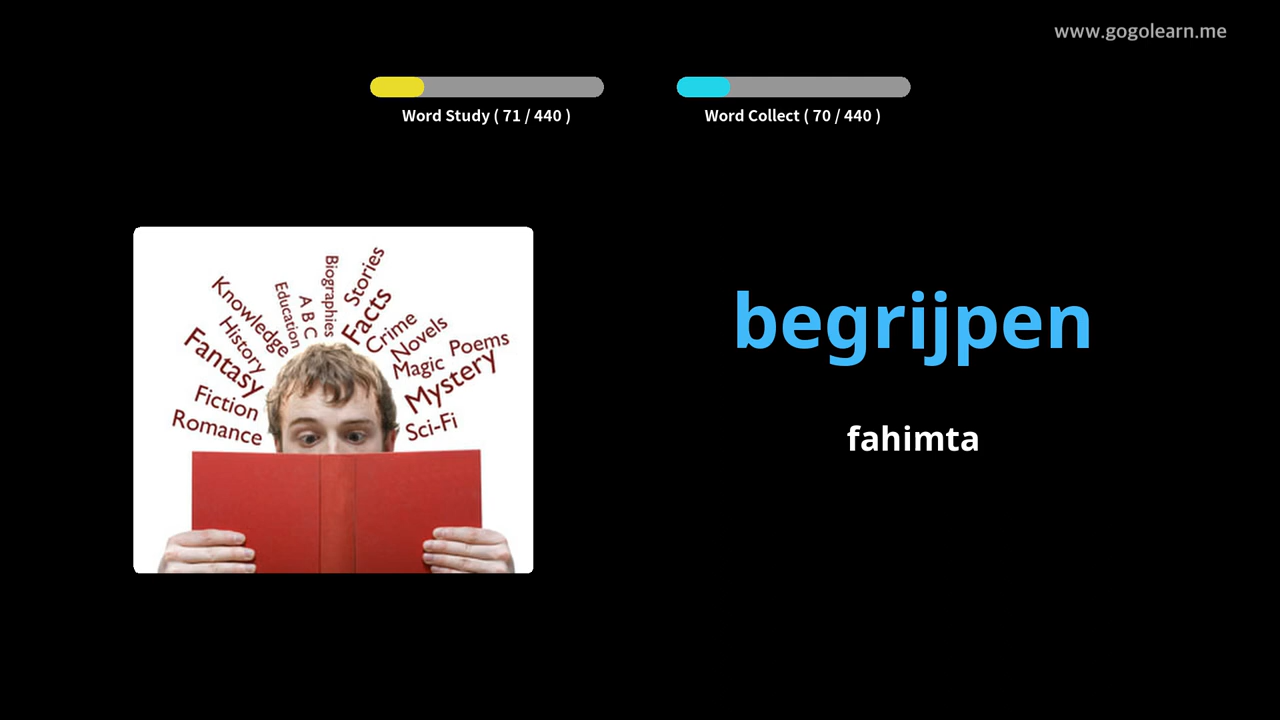 www.gogolearn.me
Word Study ( 71 / 440 )
Word Collect ( 70 / 440 )
Knowledge
History
Fantasy
Fiction
Romance
Education
A B C
Biographies
Stories
Facts
Crime
Novels
Magic
Poems
Mystery
Sci-Fi
begrijpen
fahimta